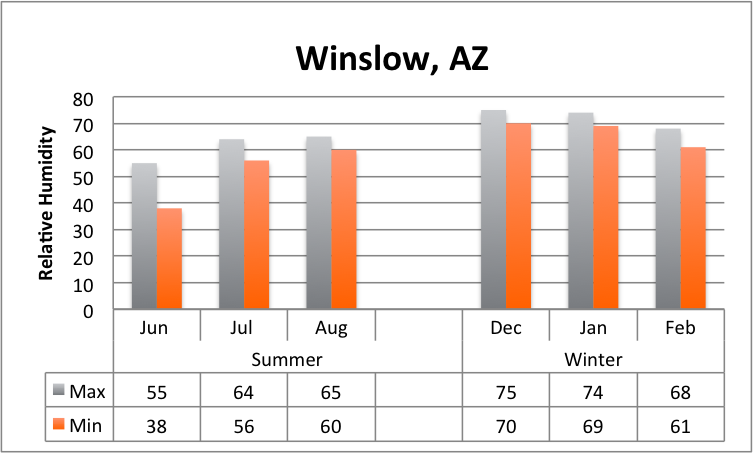 Winslow, AZ
Relative Humidity
80
70
60
50
40
30
20
10
0
Jun Jul Aug Dec Jan Feb
Summer Winter
Max 55 64 65 75 74 68
Min 38 56 60 70 69 61